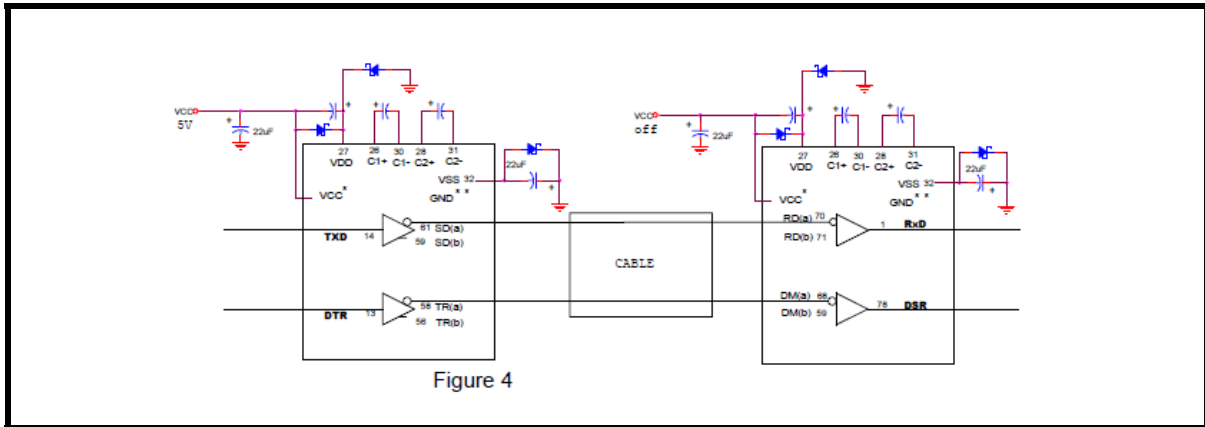 VCC
5V
22uF
+
+
+
+
27 26 30 28 31
VDD C1+ C1- C2+ C2-
22uF
VSS 32
+
VCC*
GND**
TXD 14
61 SD(a)
59 SD(b)
DTR 13
58 TR(a)
56 TR(b)
CABLE
VCC
off
22uF
+
+
+
+
27 26 30 28 31
VDD C1+ C1- C2+ C2-
22uF
VSS 32
+
VCC*
GND**
RD(a) 70
RD(b) 71
1 RxD
DM(a) 68
DM(b) 59
78 DSR
Figure 4